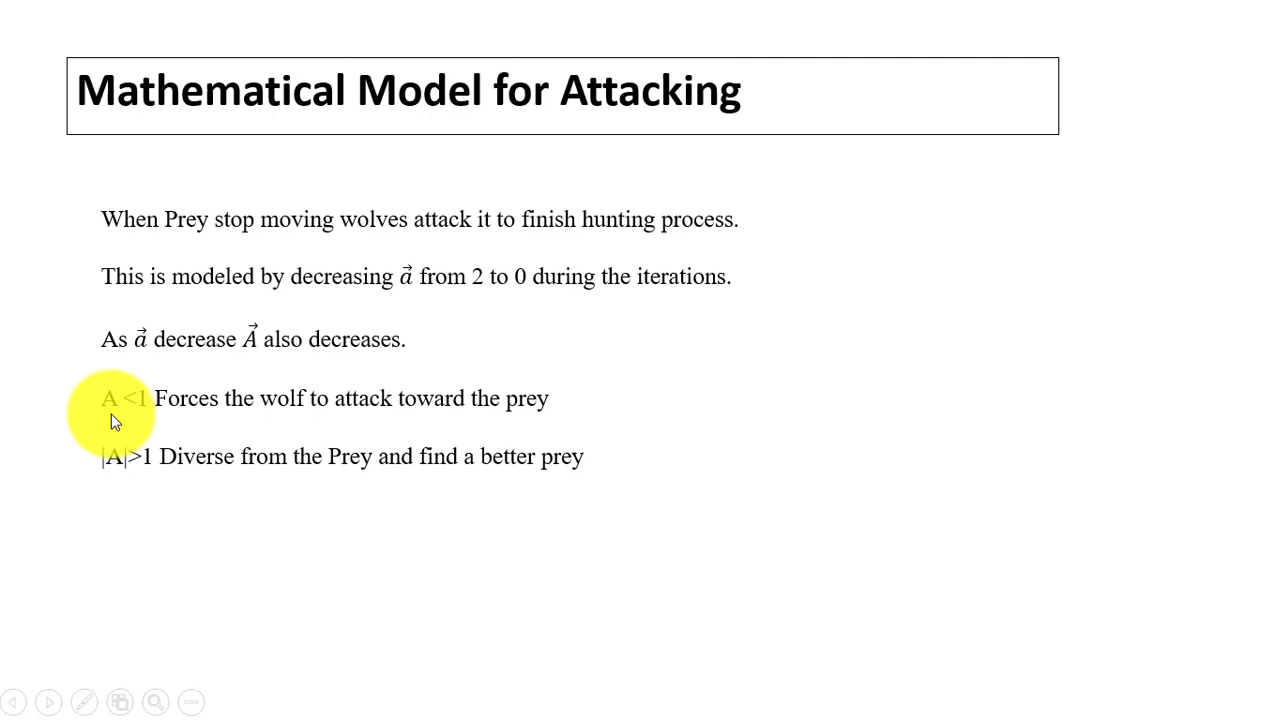 Mathematical Model for Attacking
When Prey stop moving wolves attack it to finish hunting process.
This is modeled by decreasing a⃗ from 2 to 0 during the iterations.
As a⃗ decrease A⃗ also decreases.
A <1 Forces the wolf to attack toward the prey
|A|>1 Diverse from the Prey and find a better prey